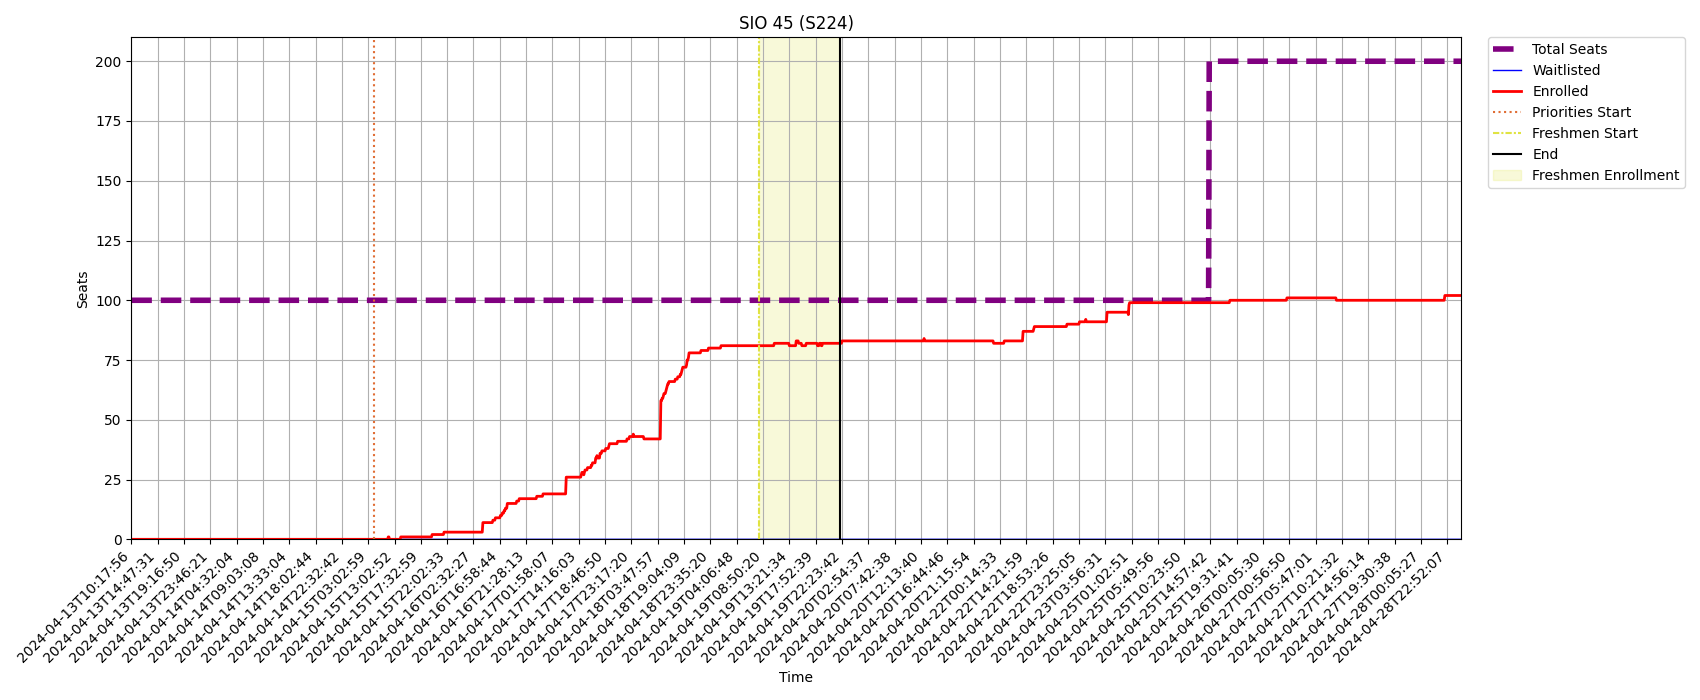 SIO 45 (S224)
Total Seats
Waitlisted
Enrolled
Priorities Start
Freshmen Start
End
Freshmen Enrollment
Seats
200
175
150
125
100
75
50
25
0
2024-04-13T10:17:56
2024-04-13T14:47:31
2024-04-13T19:16:50
2024-04-13T23:46:21
2024-04-14T04:32:04
2024-04-14T09:03:08
2024-04-14T13:33:04
2024-04-14T18:02:44
2024-04-14T22:32:42
2024-04-15T03:02:59
2024-04-15T13:02:52
2024-04-15T17:32:59
2024-04-15T22:02:33
2024-04-16T02:32:27
2024-04-16T16:58:44
2024-04-16T21:28:13
2024-04-17T01:58:07
2024-04-17T14:16:03
2024-04-17T18:46:50
2024-04-17T23:17:20
2024-04-18T03:47:57
2024-04-18T19:04:09
2024-04-18T23:35:20
2024-04-19T04:06:48
2024-04-19T08:50:20
2024-04-19T13:21:34
2024-04-19T17:52:39
2024-04-19T22:23:42
2024-04-20T02:54:37
2024-04-20T07:42:38
2024-04-20T12:13:40
2024-04-20T16:44:46
2024-04-20T21:15:54
2024-04-22T00:14:33
2024-04-22T14:21:59
2024-04-22T18:53:26
2024-04-22T23:25:05
2024-04-23T03:56:31
2024-04-25T01:02:51
2024-04-25T05:49:56
2024-04-25T10:23:50
2024-04-25T14:57:42
2024-04-25T19:31:41
2024-04-26T00:05:30
2024-04-27T00:56:50
2024-04-27T05:47:01
2024-04-27T10:21:32
2024-04-27T14:56:14
2024-04-27T19:30:38
2024-04-28T00:05:27
2024-04-28T22:52:07
Time